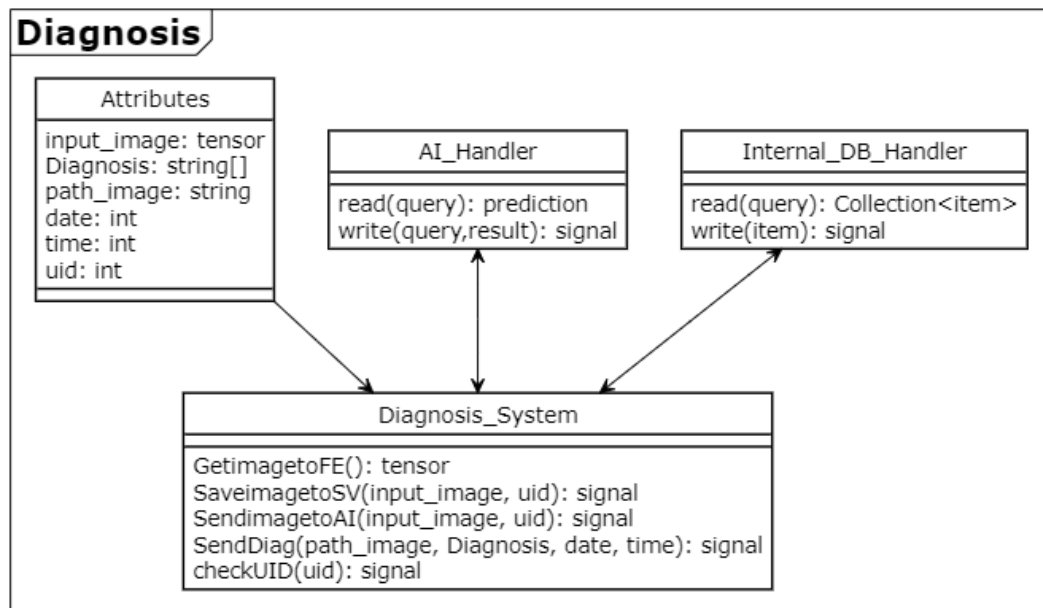 Diagnosis
Attributes
input_image: tensor
Diagnosis: string[]
path_image: string
date: int
time: int
uid: int
AI_Handler
read(query): prediction
write(query,result): signal
Internal_DB_Handler
read(query): Collection<item>
write(item): signal
Diagnosis_System
GetimagetoFE(): tensor
SaveimagetoSV(input_image, uid): signal
SendimagetoAI(input_image, uid): signal
SendDiag(path_image, Diagnosis, date, time): signal
checkUID(uid): signal